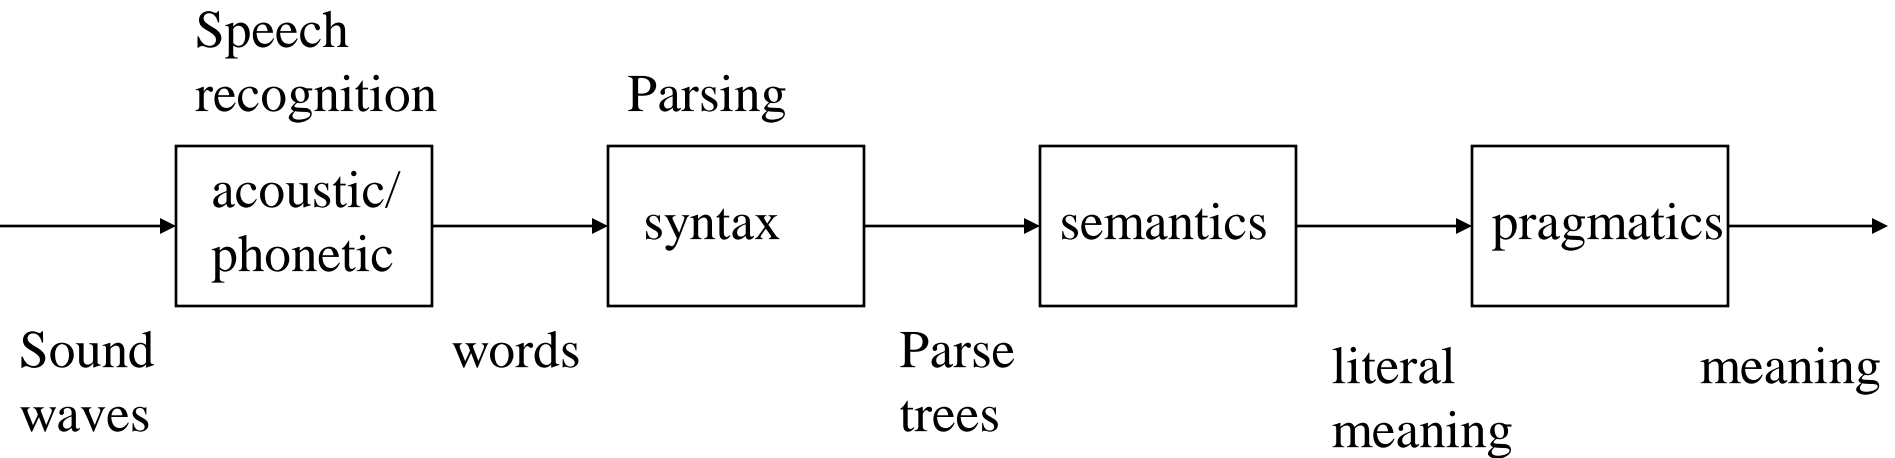 Speech
recognition
Parsing
acoustic/
phonetic
syntax
semantics
pragmatics
Sound
waves
words
Parse
trees
literal
meaning
meaning